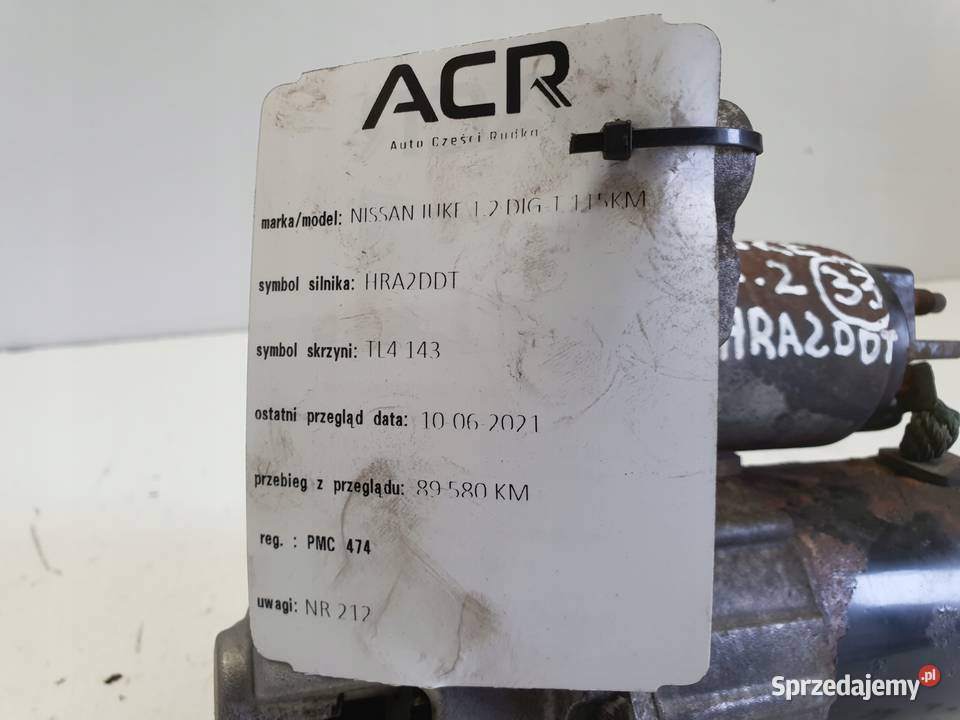 ACR
Auto Części Rudka
marka/model: NISSAN JUKE 1.2 DIG-T 115KM
symbol silnika: HRA2DDT
symbol skrzyni: TL4 143
ostatni przegląd data: 10-06-2021
przebieg z przeglądu: 89 580 KM
reg. : PMC 474
uwagi: NR 212
.2 33
HRA2DDT
Sprzedajemy.pl